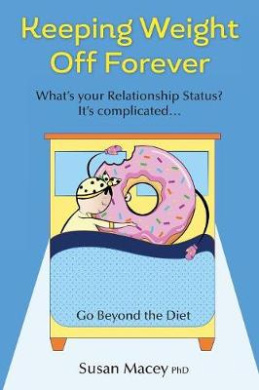 Keeping Weight
Off Forever
What's your Relationship Status?
It's complicated…
Go Beyond the Diet
Susan Macey PhD